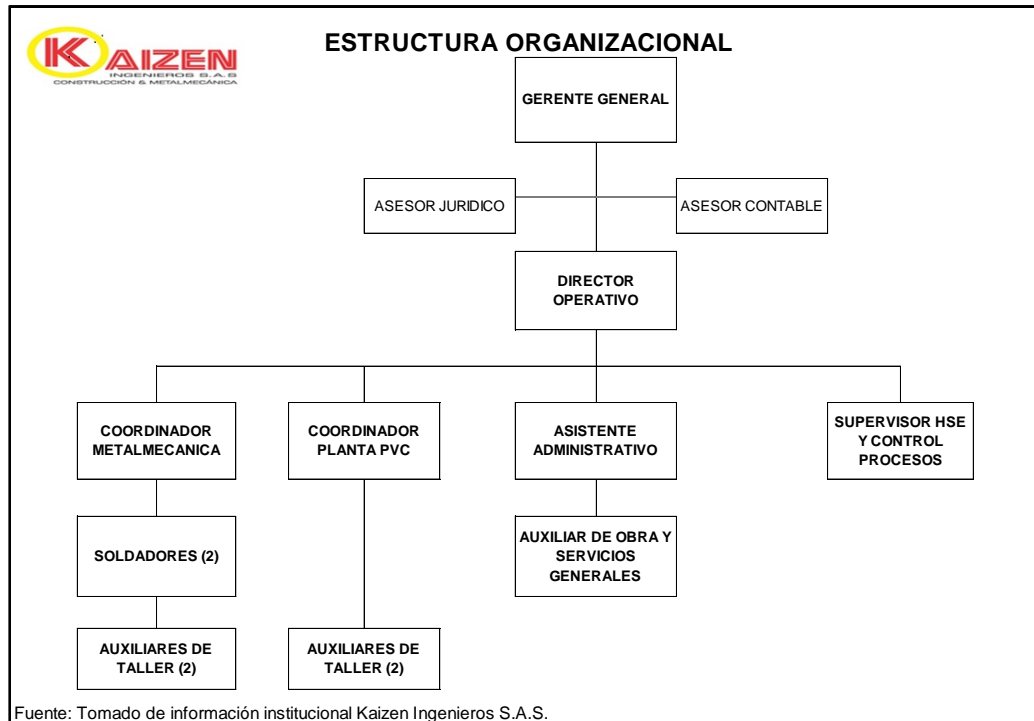 KAIZEN
INGENIEROS S.A.S
CONSTRUCCIÓN & METALMECÁNICA
ESTRUCTURA ORGANIZACIONAL
GERENTE GENERAL
ASESOR JURIDICO
ASESOR CONTABLE
DIRECTOR
OPERATIVO
COORDINADOR
METALMECANICA
COORDINADOR
PLANTA PVC
ASISTENTE
ADMINISTRATIVO
SUPERVISOR HSE
Y CONTROL
PROCESOS
SOLDADORES (2)
AUXILIAR DE OBRA Y
SERVICIOS
GENERALES
AUXILIARES DE
TALLER (2)
AUXILIARES DE
TALLER (2)
Fuente: Tomado de información institucional Kaizen Ingenieros S.A.S.